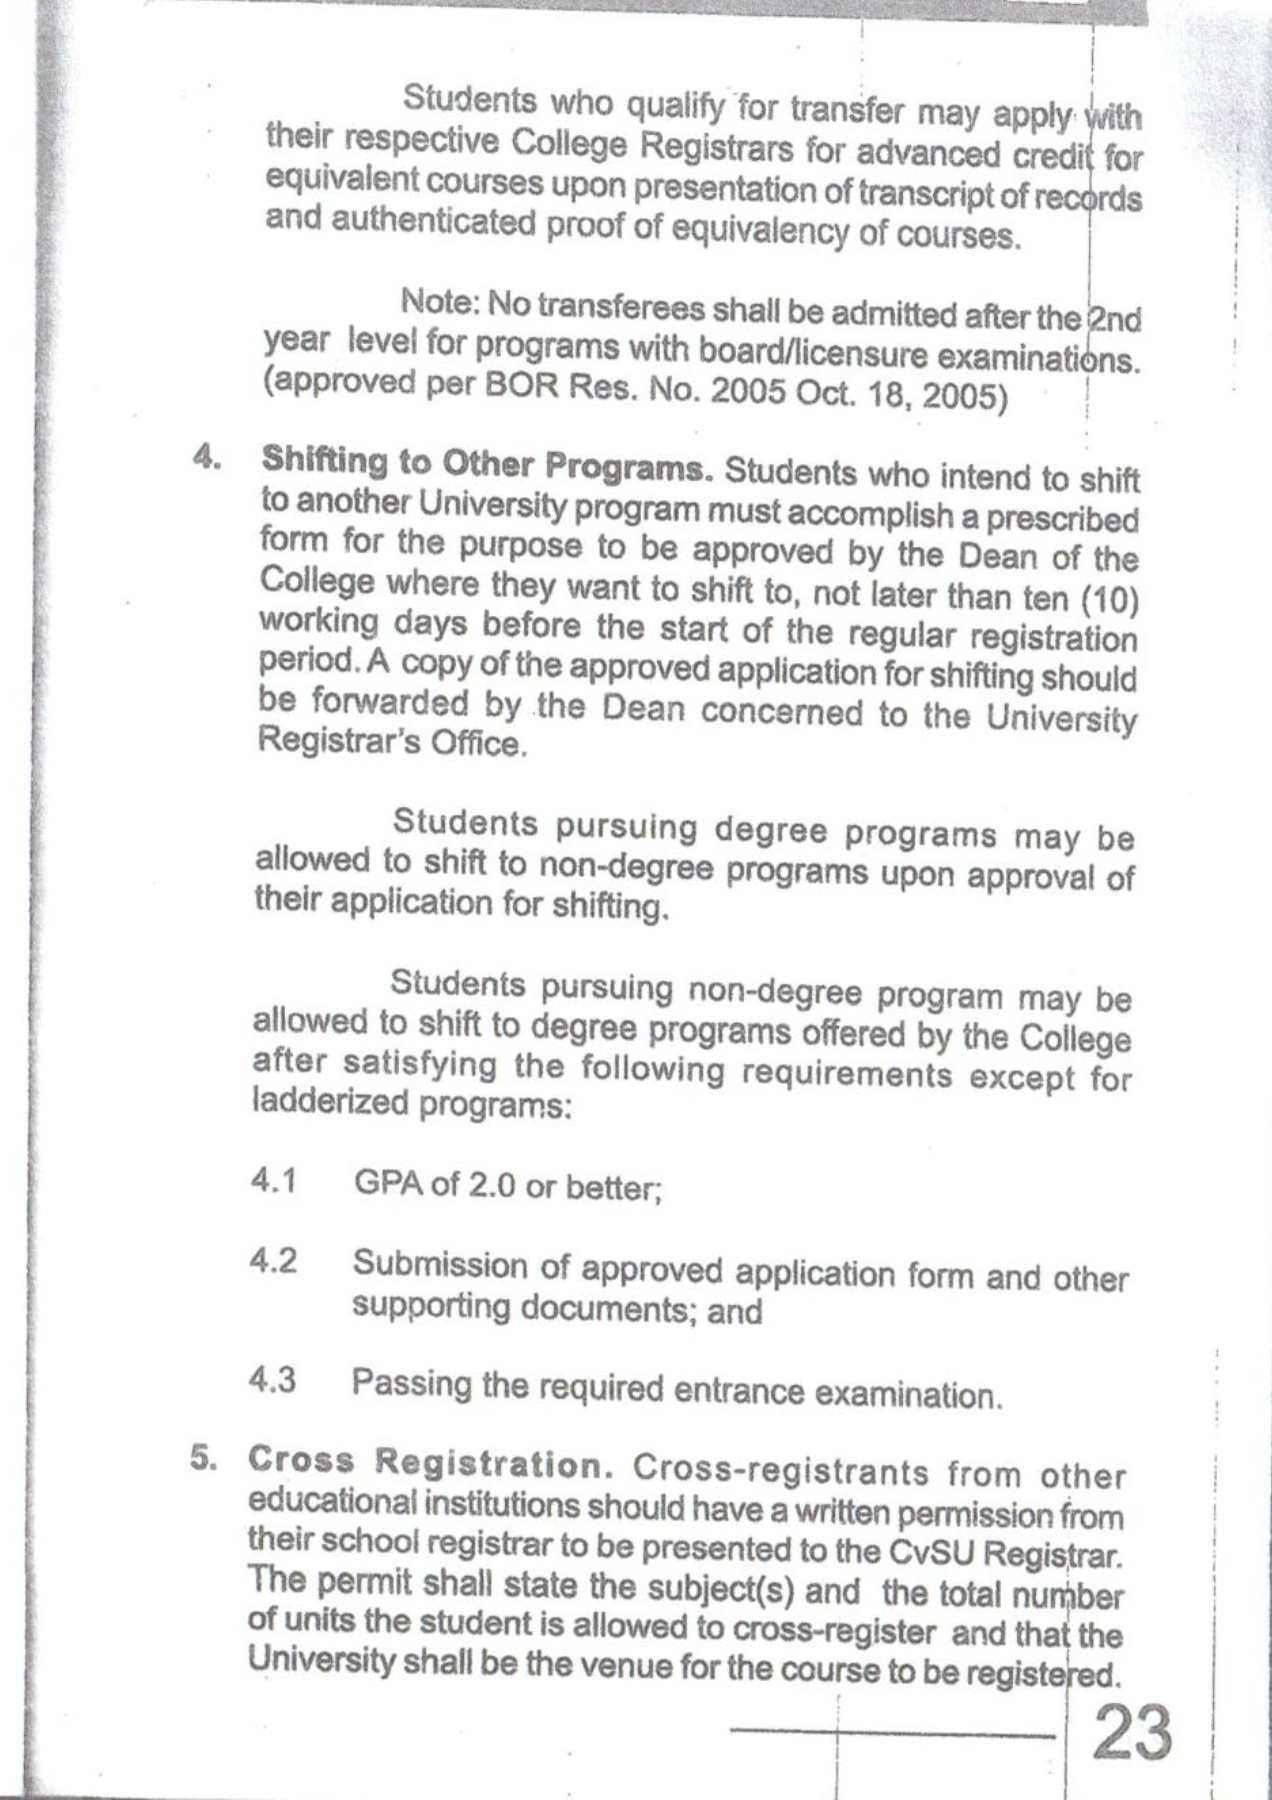 Students who qualify for transfer may apply with
their respective College Registrars for advanced credit for
equivalent courses upon presentation of transcript of records
and authenticated proof of equivalency of courses.
Note: No transferees shall be admitted after the 2nd
year level for programs with board/licensure examinations.
(approved per BOR Res. No. 2005 Oct. 18, 2005)
4. Shifting to Other Programs. Students who intend to shift
to another University program must accomplish a prescribed
form for the purpose to be approved by the Dean of the
College where they want to shift to, not later than ten (10)
working days before the start of the regular registration
period. A copy of the approved application for shifting should
be forwarded by the Dean concerned to the University
Registrar's Office.
Students pursuing degree programs may be
allowed to shift to non-degree programs upon approval of
their application for shifting.
Students pursuing non-degree program may be
allowed to shift to degree programs offered by the College
after satisfying the following requirements except for
ladderized programs:
4.1 GPA of 2.0 or better;
4.2 Submission of approved application form and other
supporting documents; and
4.3 Passing the required entrance examination.
5. Cross Registration. Cross-registrants from other
educational institutions should have a written permission from
their school registrar to be presented to the CvSU Registrar.
The permit shall state the subject(s) and the total number
of units the student is allowed to cross-register and that the
University shall be the venue for the course to be registered.
23